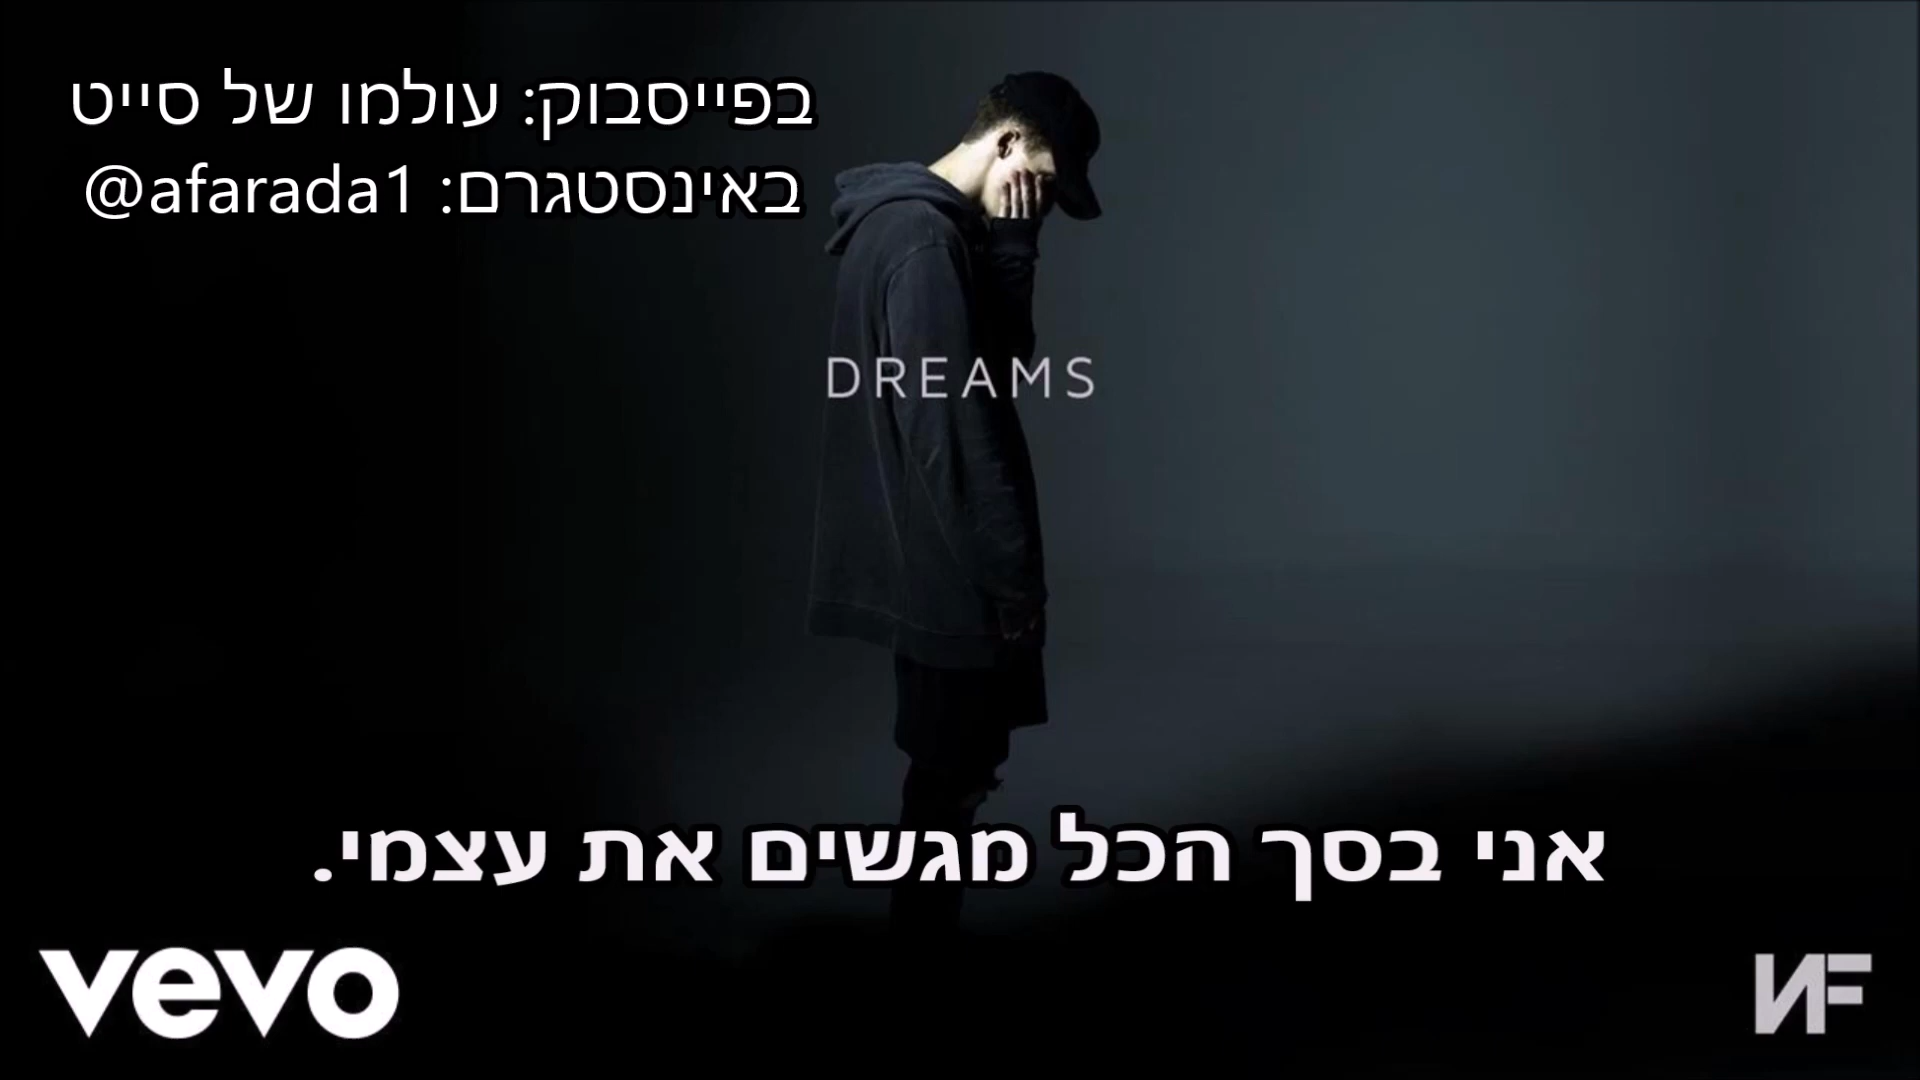 בפייסבוק: עולמו של סייט
באינסטגרם: @afarada1
DREAMS
אני בסך הכל מגשים את עצמי.
vevo
NF